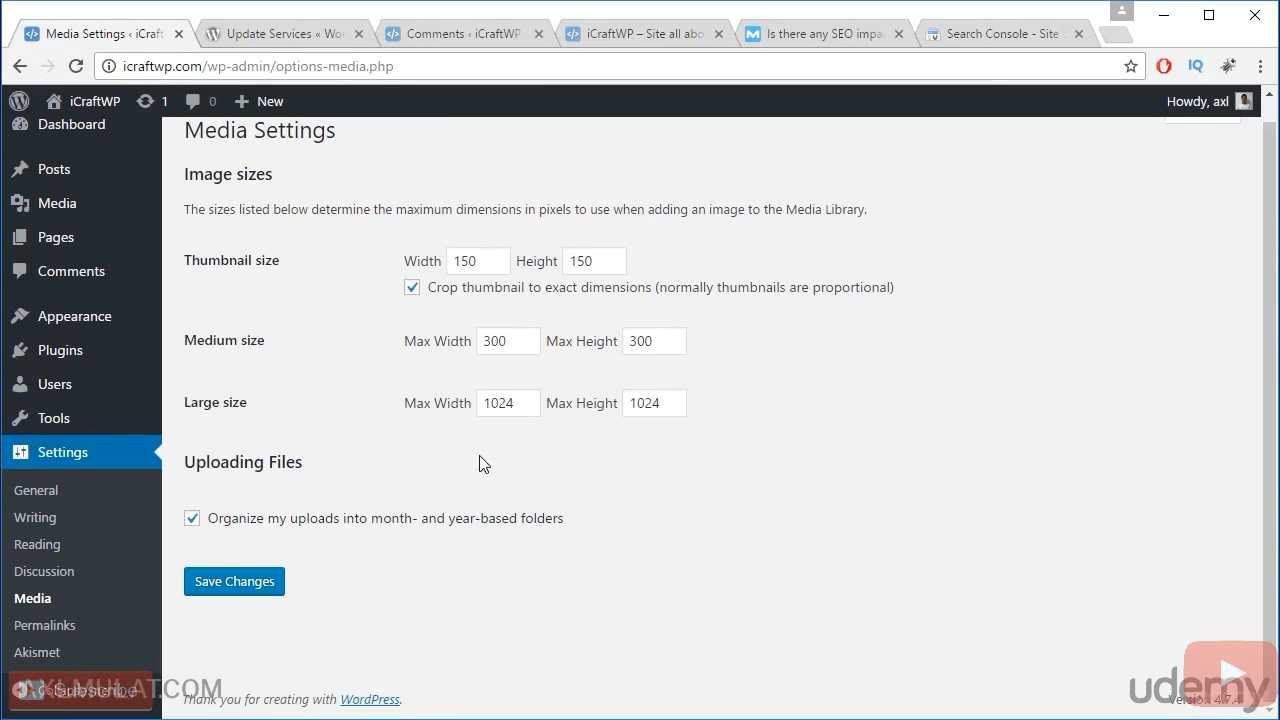 Media Settings ‹ iCraft
Update Services « Wor
Comments ‹ iCraftWP
iCraftWP – Site all abo
Is there any SEO impa
Search Console - Site
icraftwp.com/wp-admin/options-media.php
iCraftWP 1 0 New
Howdy, axl
Dashboard
Posts
Media
Pages
Comments
Appearance
Plugins
Users
Tools
Settings
General
Writing
Reading
Discussion
Media
Permalinks
Akismet
Media Settings
Image sizes
The sizes listed below determine the maximum dimensions in pixels to use when adding an image to the Media Library.
Thumbnail size Width 150 Height 150
Crop thumbnail to exact dimensions (normally thumbnails are proportional)
Medium size Max Width 300 Max Height 300
Large size Max Width 1024 Max Height 1024
Uploading Files
Organize my uploads into month- and year-based folders
Save Changes
Thank you for creating with WordPress.
Version 4.7.4
udemy